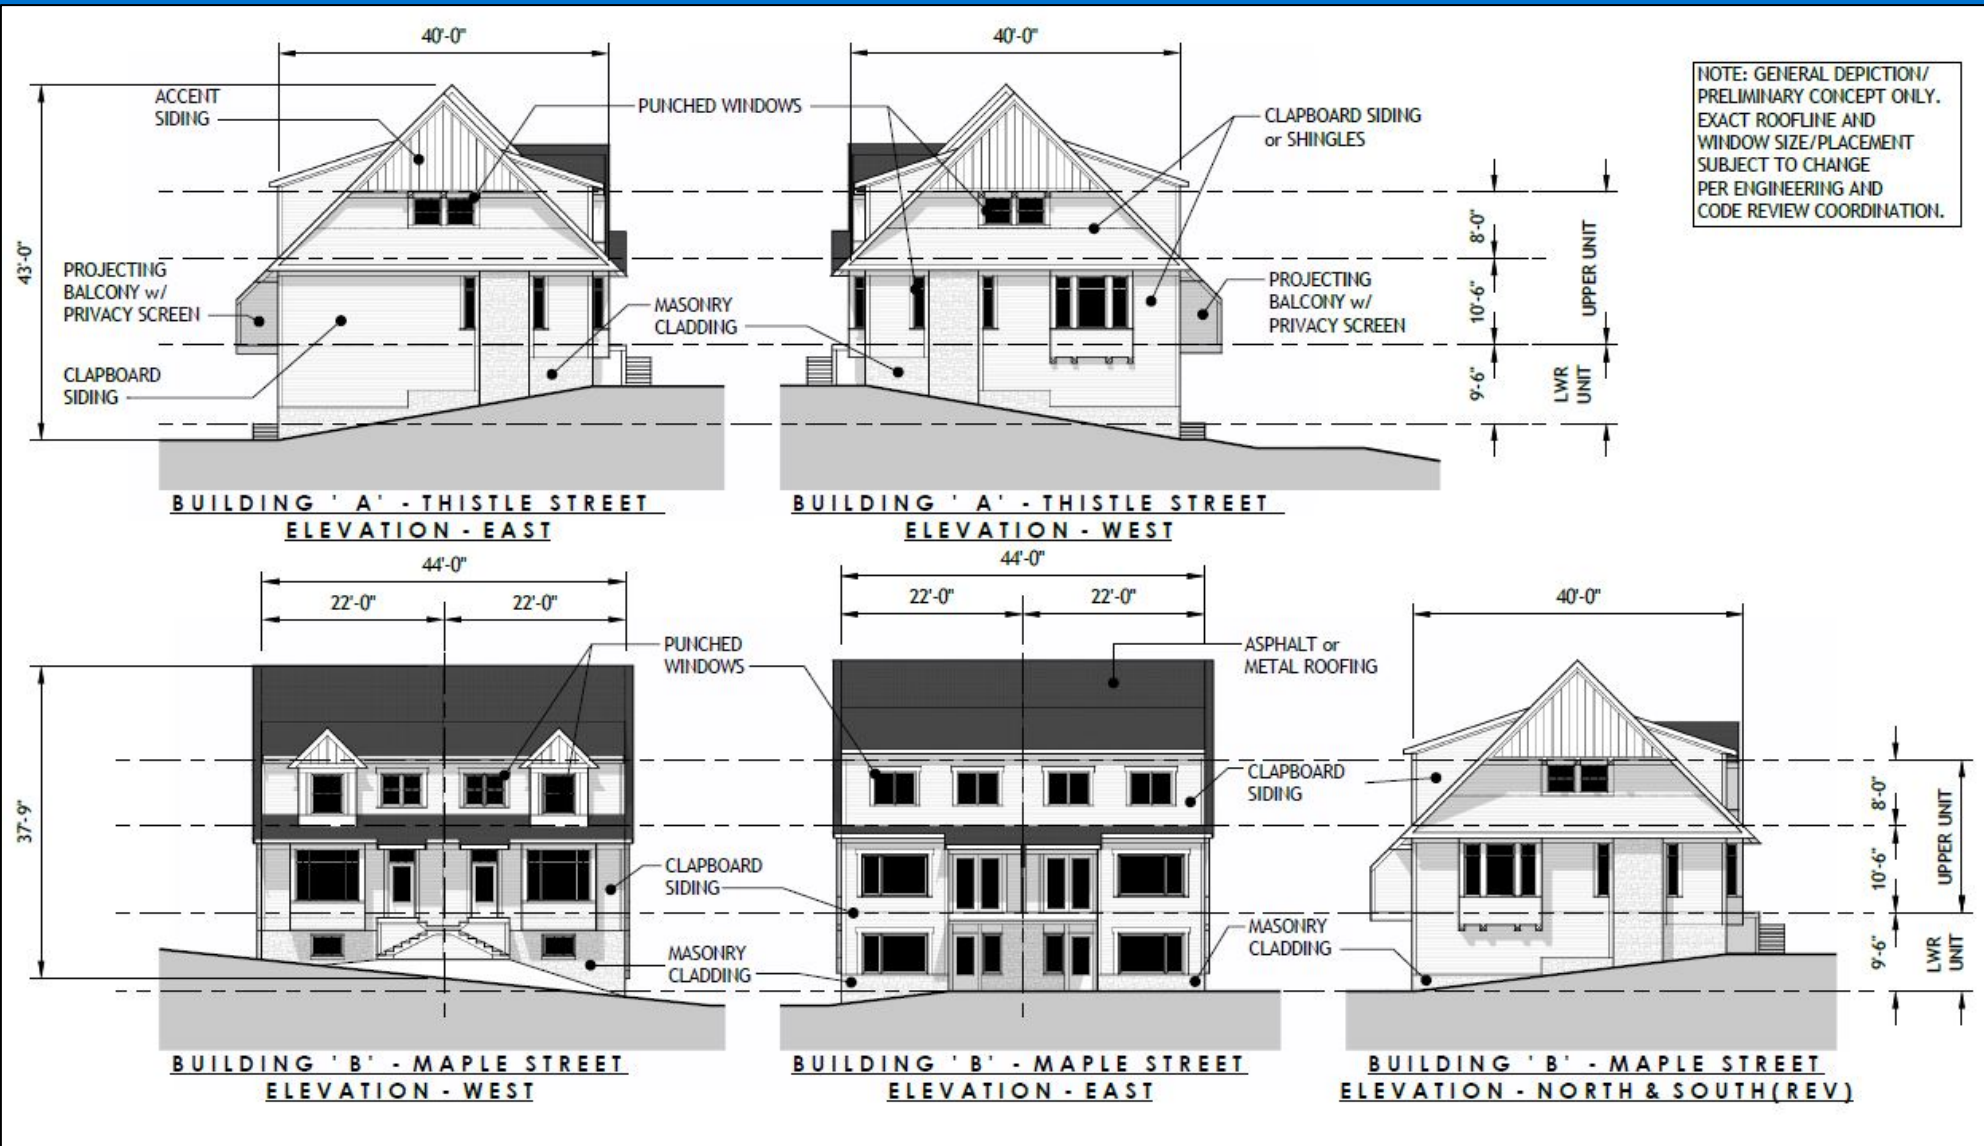 40'-0"
40'-0"
NOTE: GENERAL DEPICTION/
PRELIMINARY CONCEPT ONLY.
EXACT ROOFLINE AND
WINDOW SIZE/PLACEMENT
SUBJECT TO CHANGE
PER ENGINEERING AND
CODE REVIEW COORDINATION.
ACCENT
SIDING
PUNCHED WINDOWS
CLAPBOARD SIDING
or SHINGLES
43'-0"
PROJECTING
BALCONY w/
PRIVACY SCREEN
MASONRY
CLADDING
PROJECTING
BALCONY w/
PRIVACY SCREEN
CLAPBOARD
SIDING
8'-0"
10'-6"
9'-6"
UPPER UNIT
LWR
UNIT
BUILDING 'A' - THISTLE STREET
ELEVATION - EAST
BUILDING 'A' - THISTLE STREET
ELEVATION - WEST
44'-0"
22'-0"
22'-0"
44'-0"
22'-0"
22'-0"
40'-0"
PUNCHED
WINDOWS
ASPHALT or
METAL ROOFING
37'-9"
CLAPBOARD
SIDING
CLAPBOARD
SIDING
MASONRY
CLADDING
MASONRY
CLADDING
8'-0"
10'-6"
9'-6"
UPPER UNIT
LWR
UNIT
BUILDING 'B' - MAPLE STREET
ELEVATION - WEST
BUILDING 'B' - MAPLE STREET
ELEVATION - EAST
BUILDING 'B' - MAPLE STREET
ELEVATION - NORTH & SOUTH(REV)